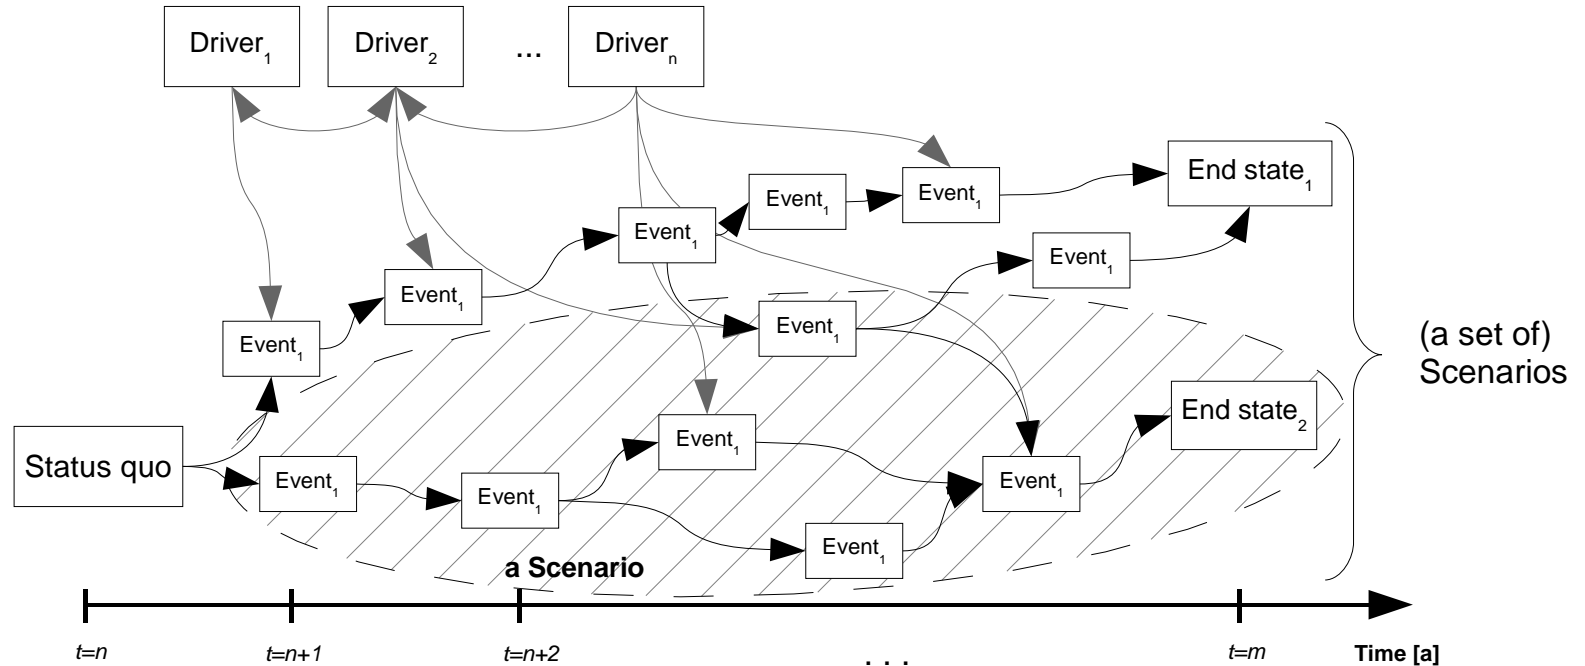 Driver₁
Driver₂
...
Driverₙ
End state₁
Event₁
Event₁
Event₁
Event₁
Event₁
Event₁
Event₁
(a set of)
Scenarios
End state₂
Event₁
Status quo
Event₁
Event₁
Event₁
Event₁
a Scenario
t=n
t=n+1
t=n+2
. . .
t=m
Time [a]